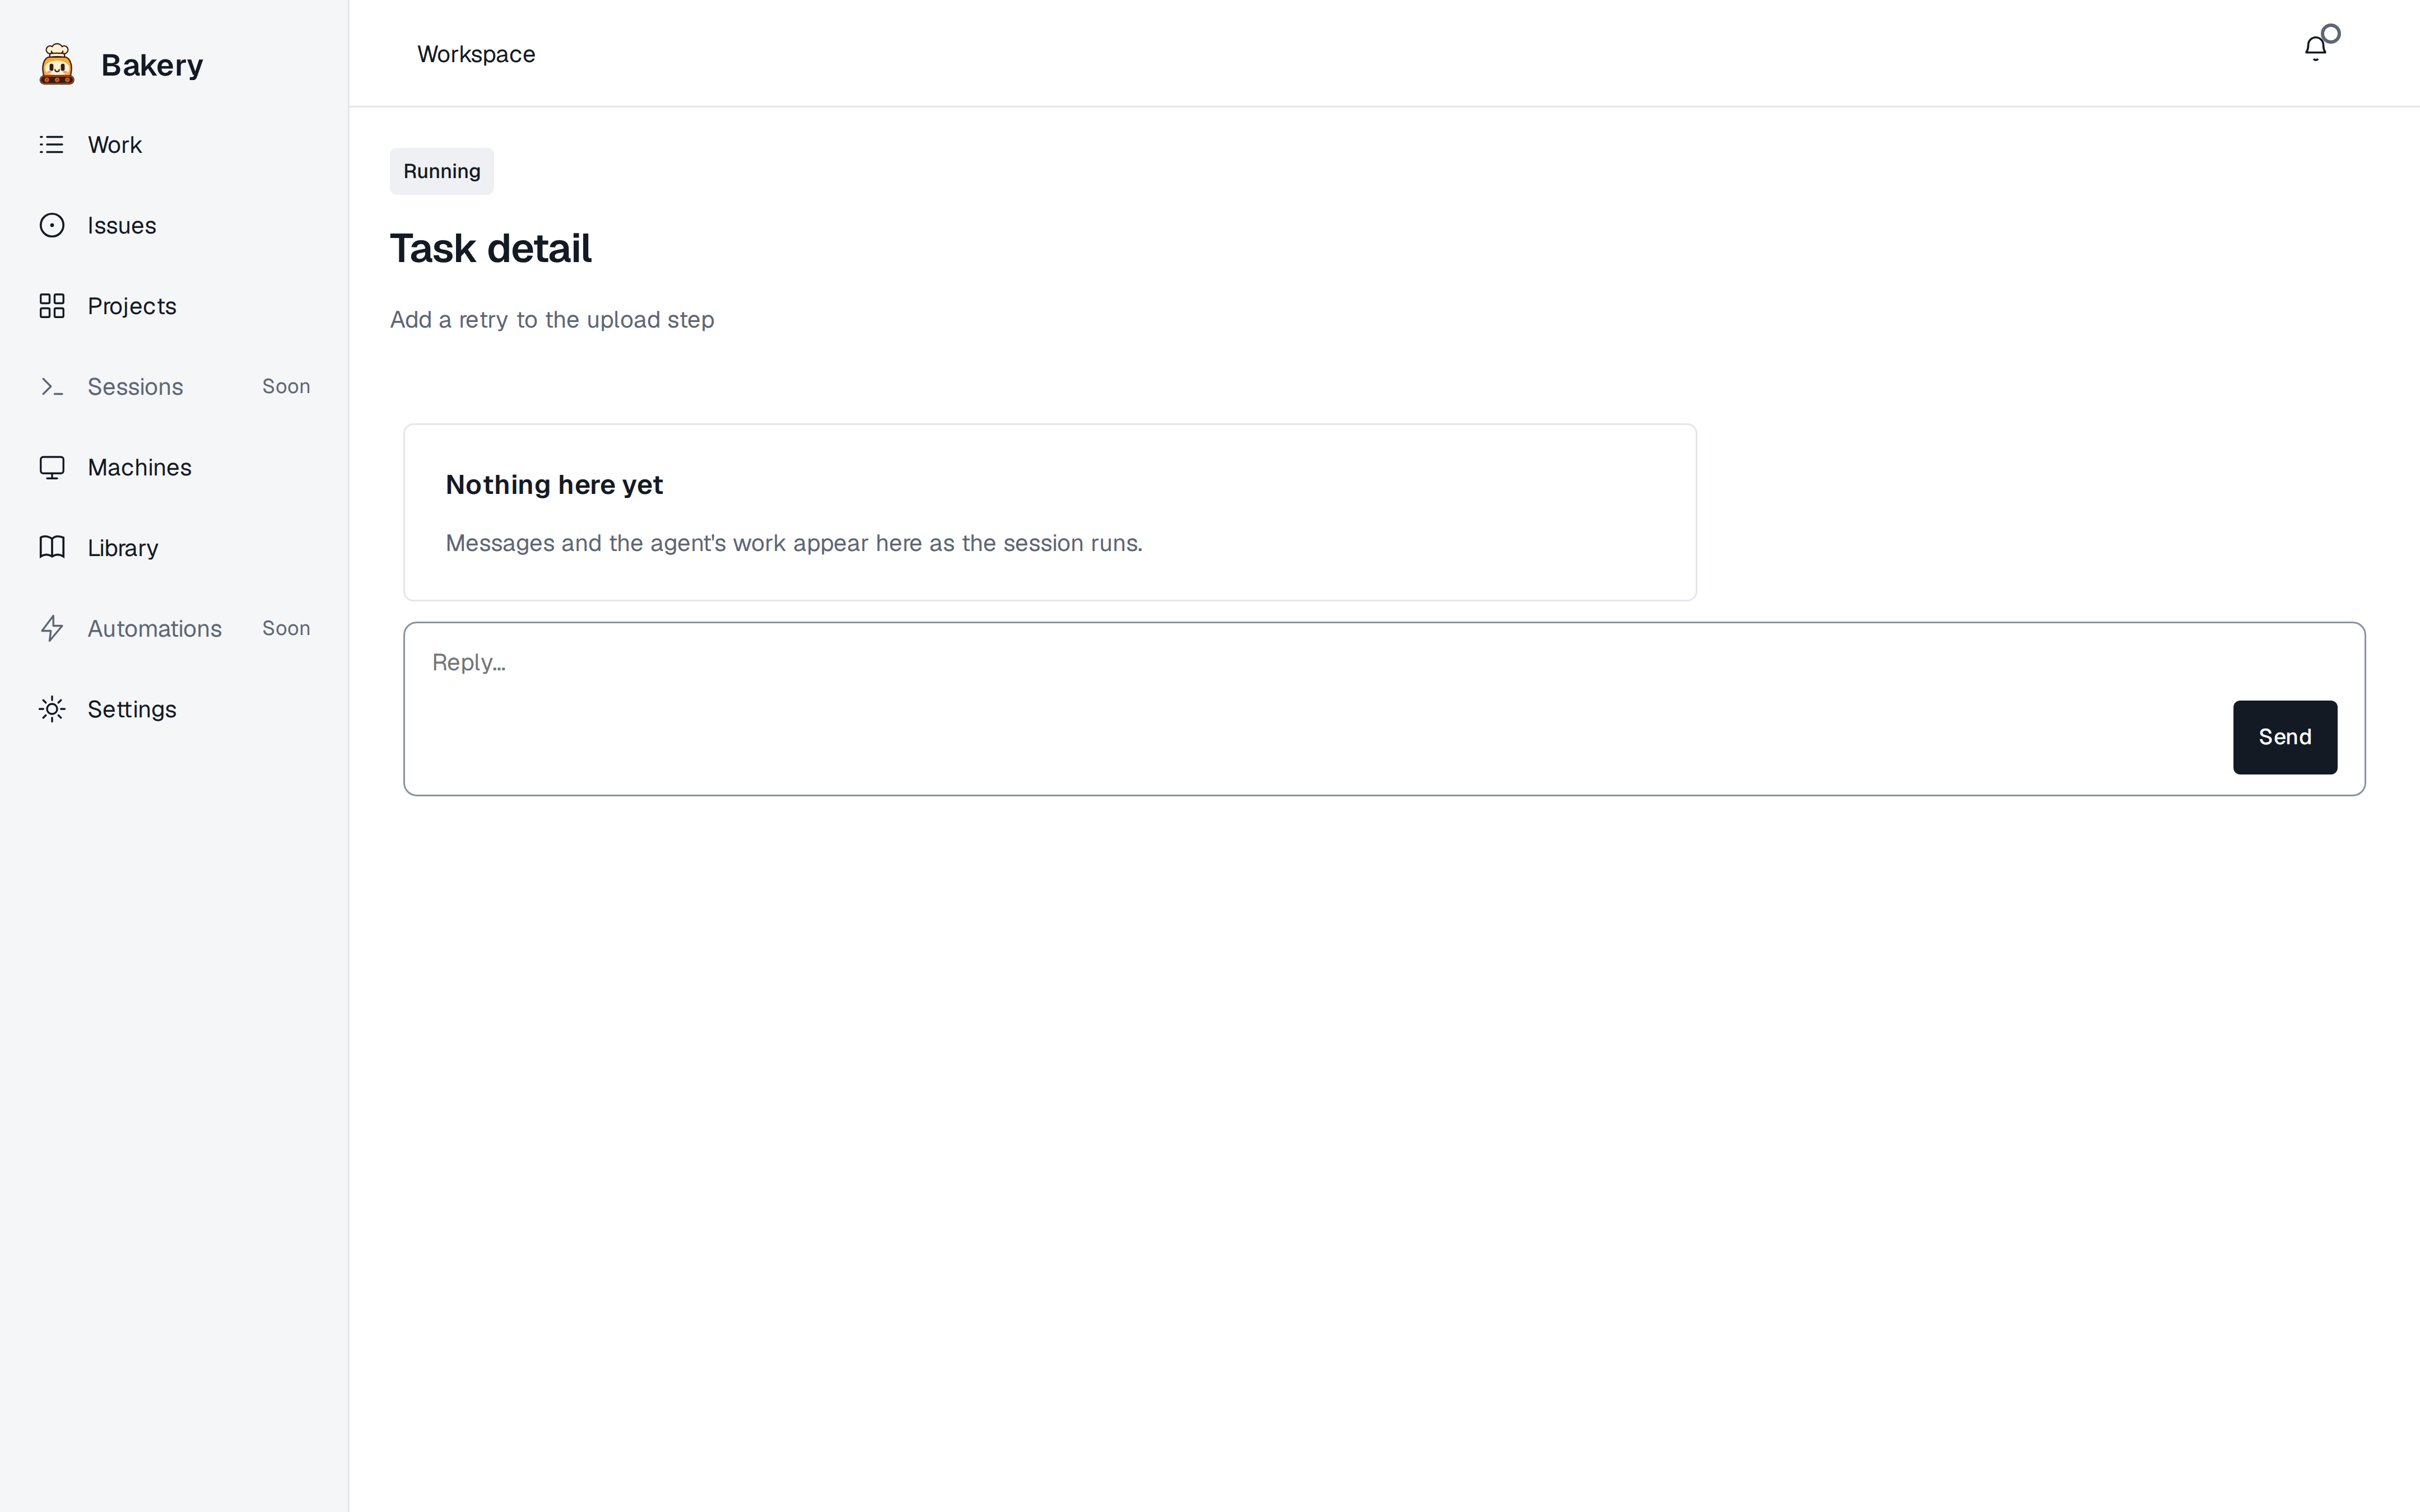 Bakery
Work
Issues
Projects
Sessions Soon
Machines
Library
Automations Soon
Settings
Workspace
Running
Task detail
Add a retry to the upload step
Nothing here yet
Messages and the agent's work appear here as the session runs.
Reply…
Send